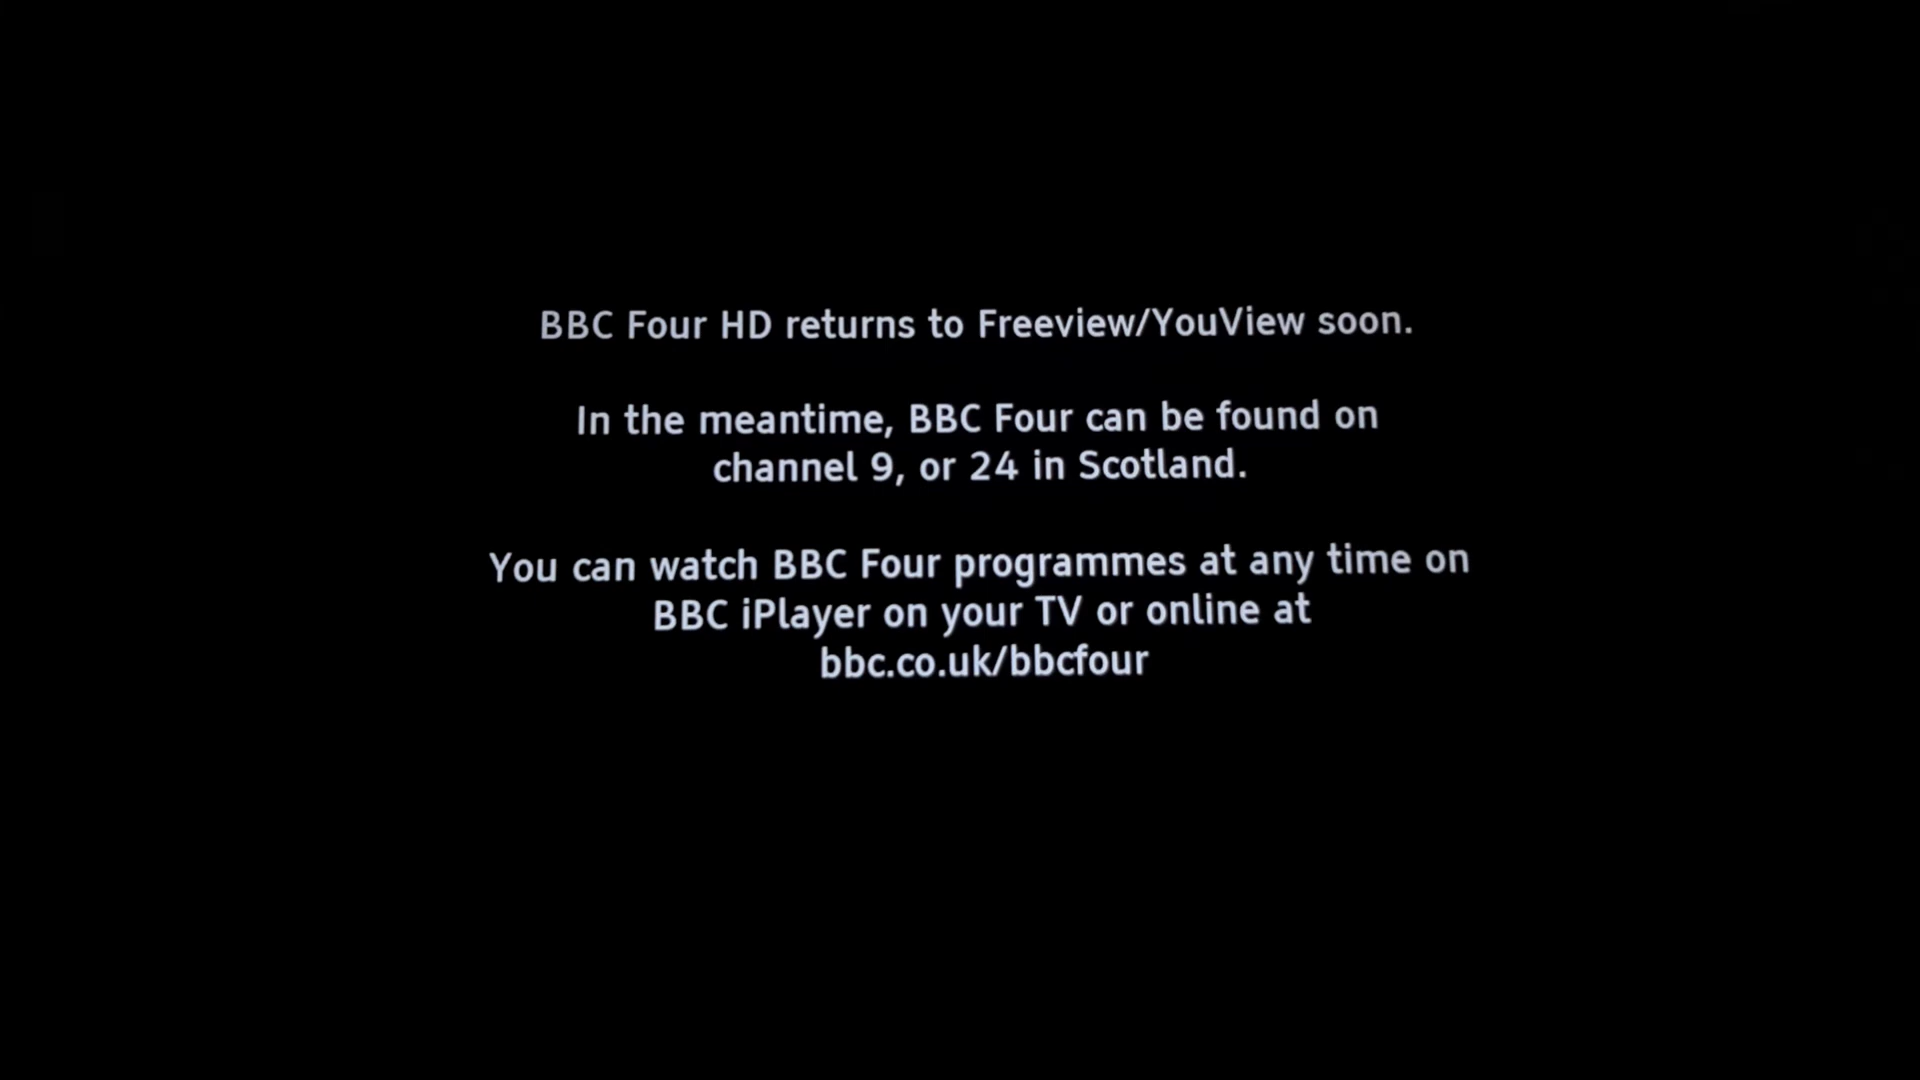 BBC Four HD returns to Freeview/YouView soon.
In the meantime, BBC Four can be found on
channel 9, or 24 in Scotland.
You can watch BBC Four programmes at any time on
BBC iPlayer on your TV or online at
bbc.co.uk/bbcfour